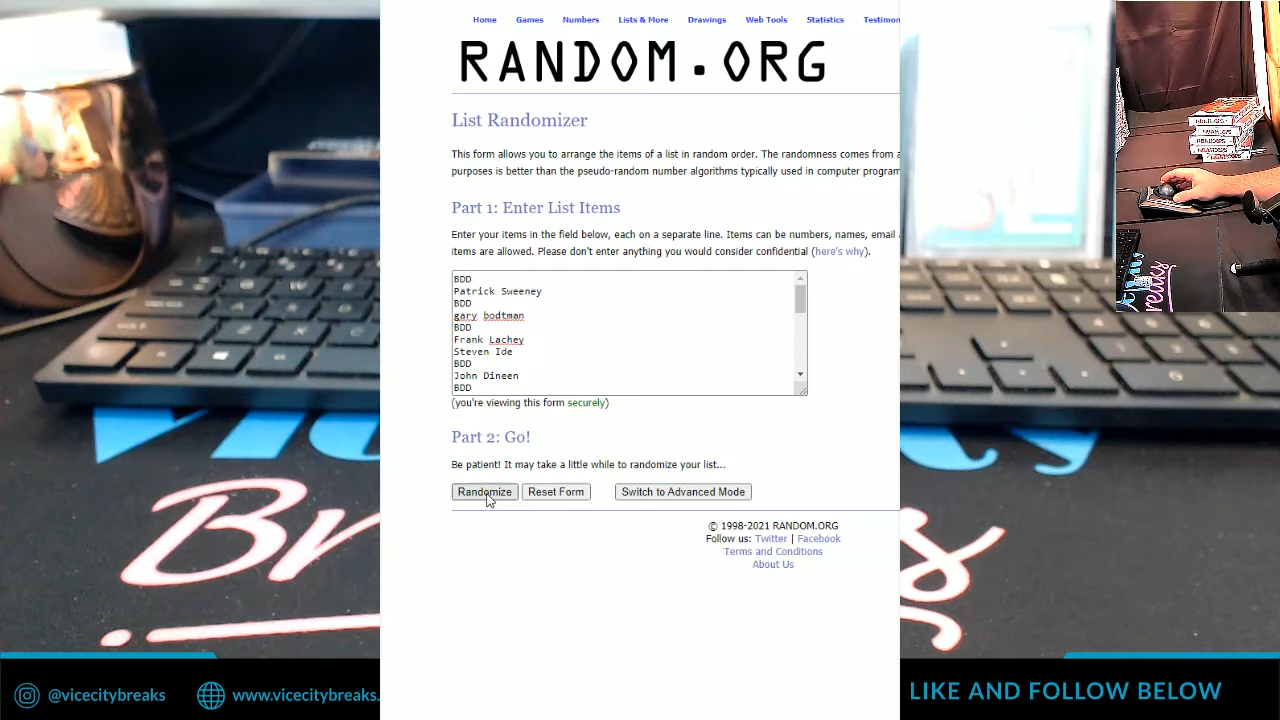 Home Games Numbers Lists & More Drawings Web Tools Statistics Testimon
RANDOM.ORG
List Randomizer
This form allows you to arrange the items of a list in random order. The randomness comes from a
purposes is better than the pseudo-random number algorithms typically used in computer program
Part 1: Enter List Items
Enter your items in the field below, each on a separate line. Items can be numbers, names, email
items are allowed. Please don't enter anything you would consider confidential (here's why).
BDD
Patrick Sweeney
BDD
gary bodtman
BDD
Frank Lachey
Steven Ide
BDD
John Dineen
BDD
(you're viewing this form securely)
Part 2: Go!
Be patient! It may take a little while to randomize your list...
Randomize Reset Form Switch to Advanced Mode
© 1998-2021 RANDOM.ORG
Follow us: Twitter | Facebook
Terms and Conditions
About Us
@vicecitybreaks www.vicecitybreaks.
LIKE AND FOLLOW BELOW